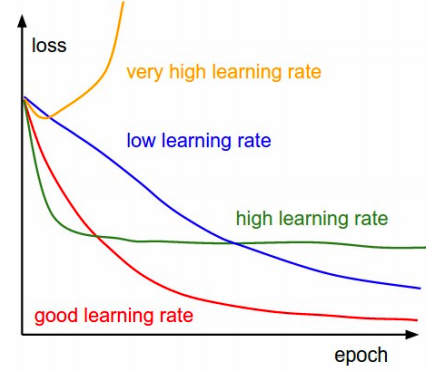 loss
very high learning rate
low learning rate
high learning rate
good learning rate
epoch